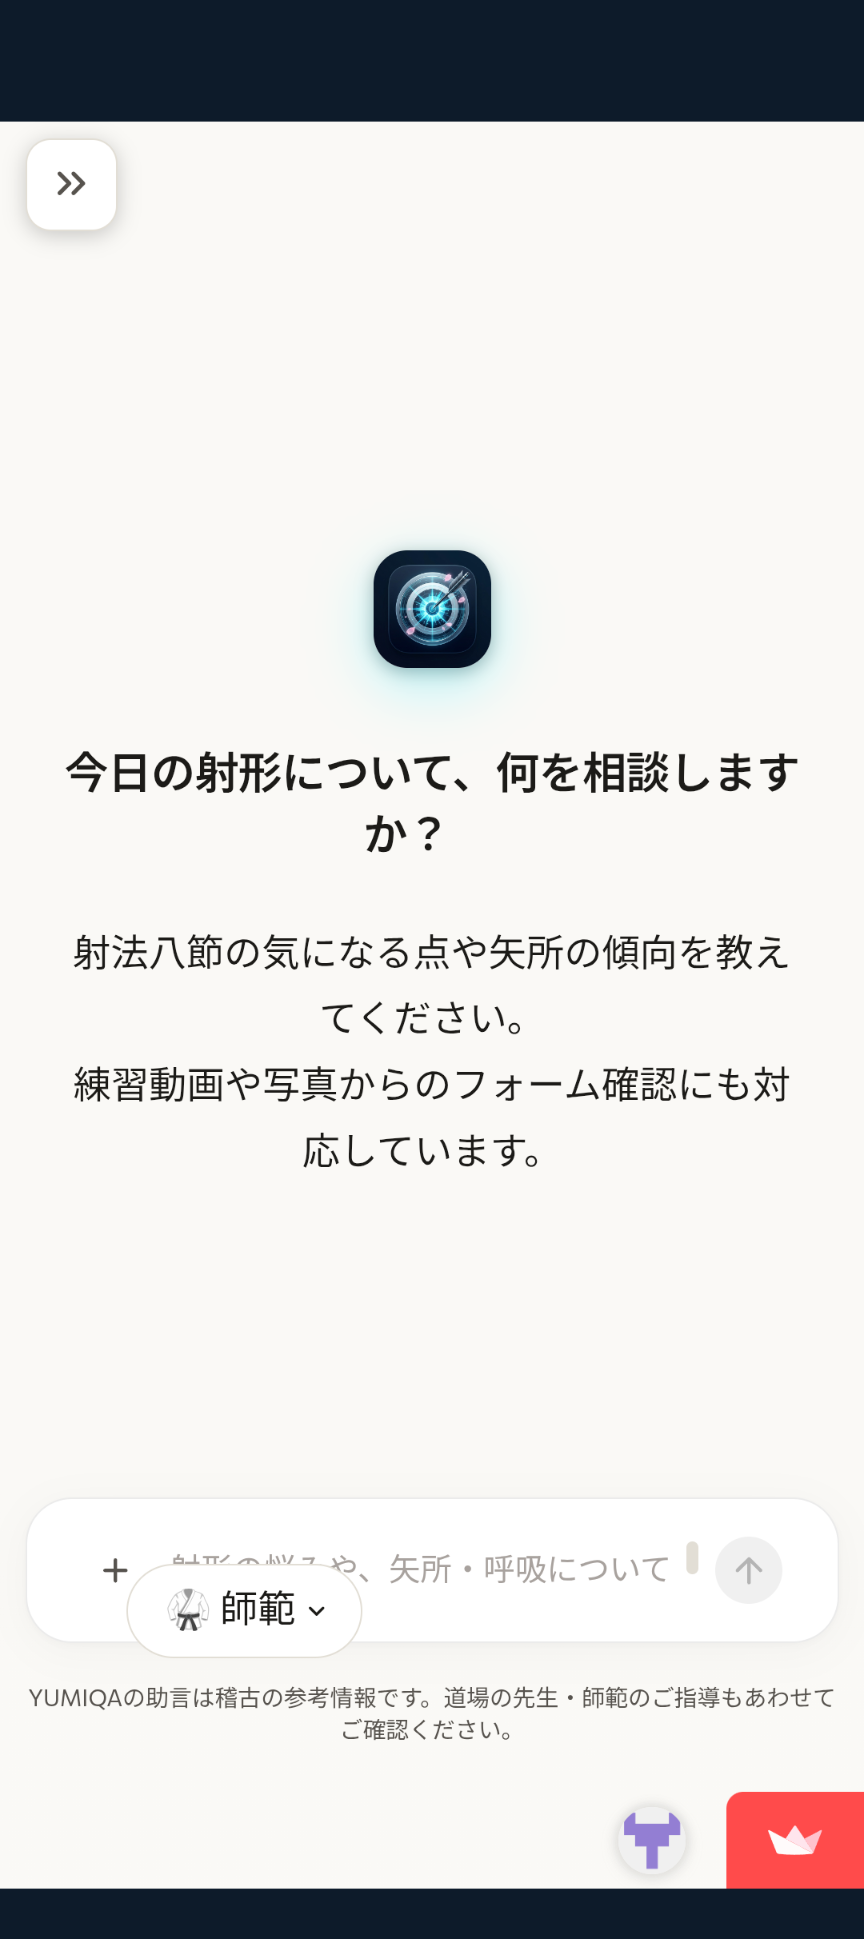 今日の射形について、何を相談します
か？
射法八節の気になる点や矢所の傾向を教え
てください。
練習動画や写真からのフォーム確認にも対
応しています。
射形の悩みや、矢所・呼吸について
師範
YUMIQAの助言は稽古の参考情報です。道場の先生・師範のご指導もあわせて
ご確認ください。